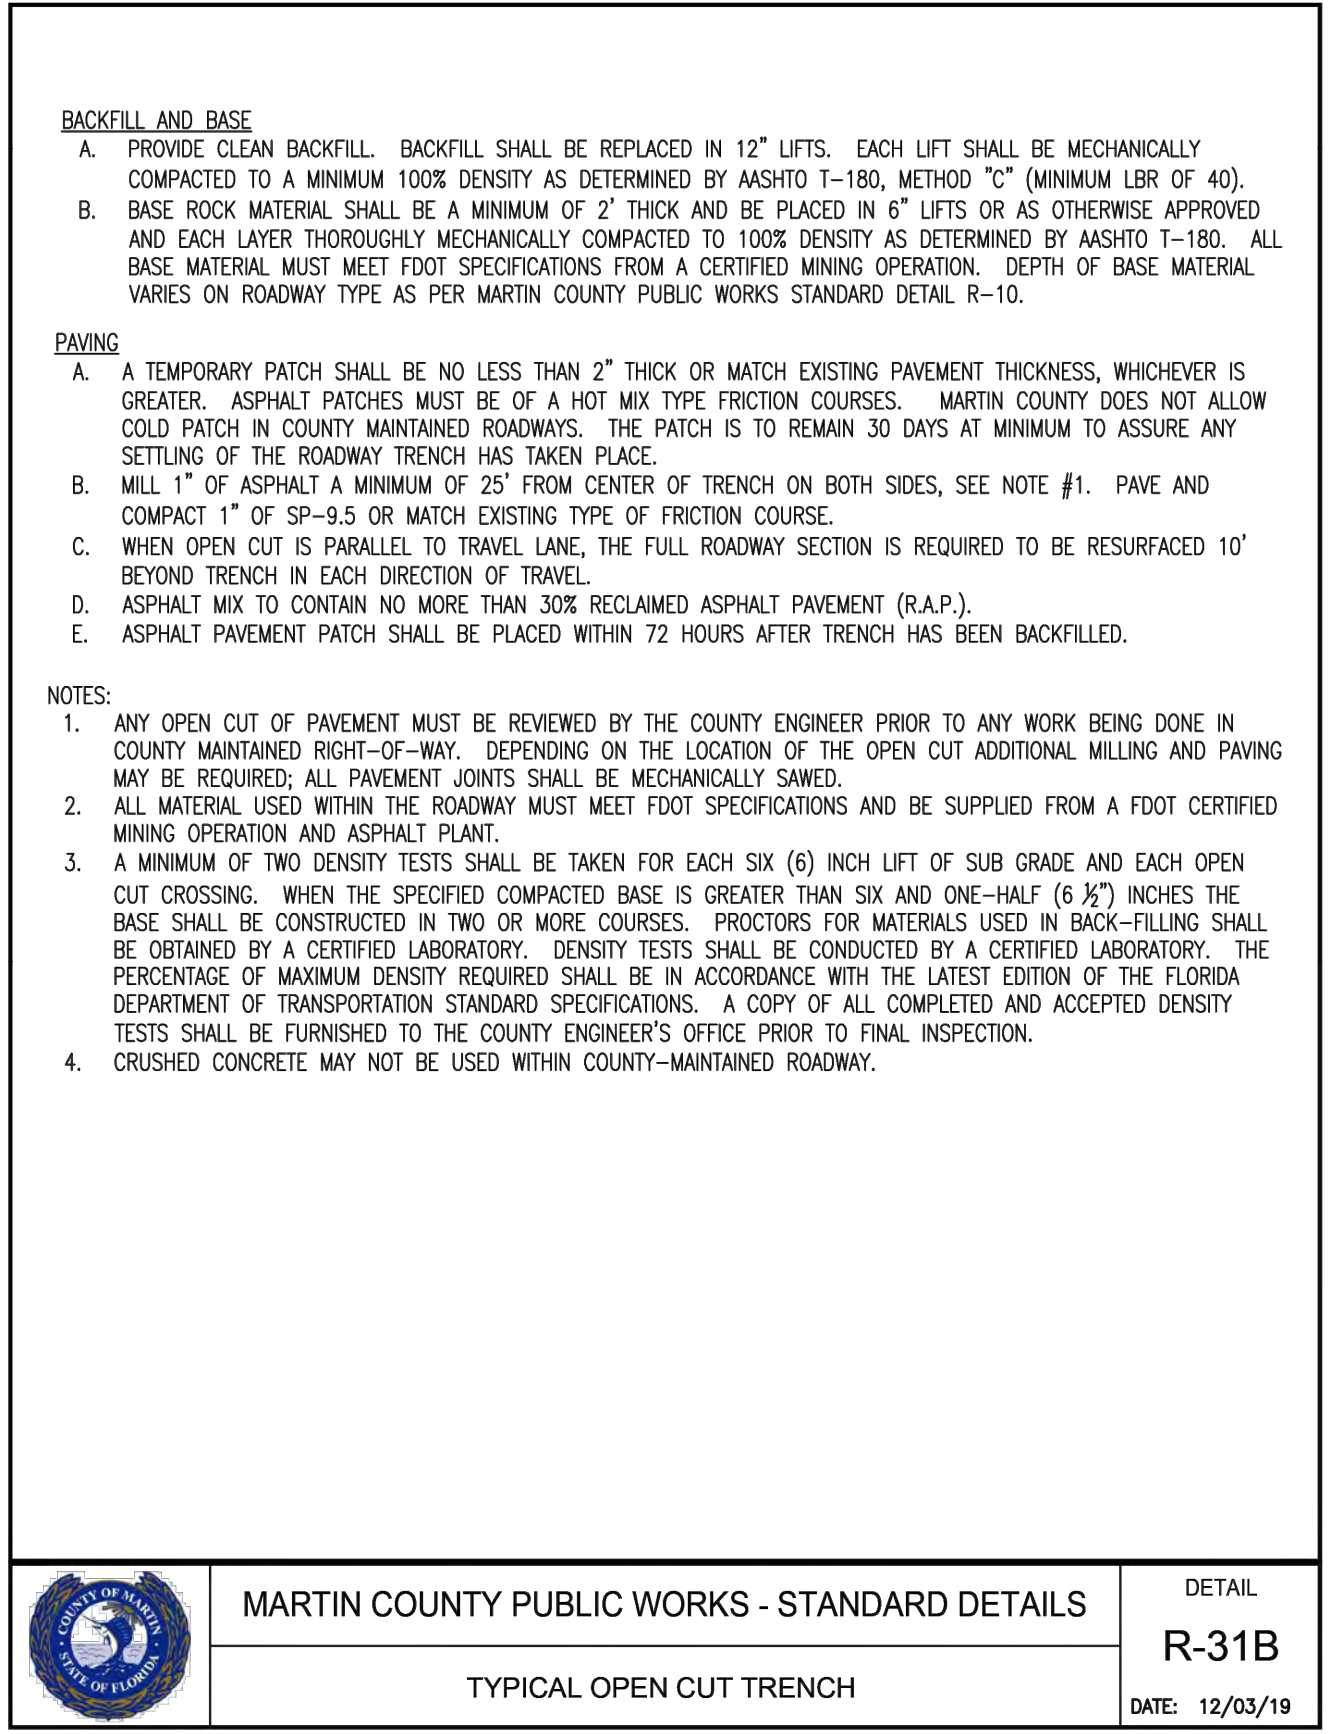 BACKFILL AND BASE
A. PROVIDE CLEAN BACKFILL. BACKFILL SHALL BE REPLACED IN 12" LIFTS. EACH LIFT SHALL BE MECHANICALLY
COMPACTED TO A MINIMUM 100% DENSITY AS DETERMINED BY AASHTO T-180, METHOD "C" (MINIMUM LBR OF 40).
B. BASE ROCK MATERIAL SHALL BE A MINIMUM OF 2' THICK AND BE PLACED IN 6" LIFTS OR AS OTHERWISE APPROVED
AND EACH LAYER THOROUGHLY MECHANICALLY COMPACTED TO 100% DENSITY AS DETERMINED BY AASHTO T-180. ALL
BASE MATERIAL MUST MEET FDOT SPECIFICATIONS FROM A CERTIFIED MINING OPERATION. DEPTH OF BASE MATERIAL
VARIES ON ROADWAY TYPE AS PER MARTIN COUNTY PUBLIC WORKS STANDARD DETAIL R-10.
PAVING
A. A TEMPORARY PATCH SHALL BE NO LESS THAN 2" THICK OR MATCH EXISTING PAVEMENT THICKNESS, WHICHEVER IS
GREATER. ASPHALT PATCHES MUST BE OF A HOT MIX TYPE FRICTION COURSES. MARTIN COUNTY DOES NOT ALLOW
COLD PATCH IN COUNTY MAINTAINED ROADWAYS. THE PATCH IS TO REMAIN 30 DAYS AT MINIMUM TO ASSURE ANY
SETTLING OF THE ROADWAY TRENCH HAS TAKEN PLACE.
B. MILL 1" OF ASPHALT A MINIMUM OF 25' FROM CENTER OF TRENCH ON BOTH SIDES, SEE NOTE #1. PAVE AND
COMPACT 1" OF SP-9.5 OR MATCH EXISTING TYPE OF FRICTION COURSE.
C. WHEN OPEN CUT IS PARALLEL TO TRAVEL LANE, THE FULL ROADWAY SECTION IS REQUIRED TO BE RESURFACED 10'
BEYOND TRENCH IN EACH DIRECTION OF TRAVEL.
D. ASPHALT MIX TO CONTAIN NO MORE THAN 30% RECLAIMED ASPHALT PAVEMENT (R.A.P.).
E. ASPHALT PAVEMENT PATCH SHALL BE PLACED WITHIN 72 HOURS AFTER TRENCH HAS BEEN BACKFILLED.
NOTES:
1. ANY OPEN CUT OF PAVEMENT MUST BE REVIEWED BY THE COUNTY ENGINEER PRIOR TO ANY WORK BEING DONE IN
COUNTY MAINTAINED RIGHT-OF-WAY. DEPENDING ON THE LOCATION OF THE OPEN CUT ADDITIONAL MILLING AND PAVING
MAY BE REQUIRED; ALL PAVEMENT JOINTS SHALL BE MECHANICALLY SAWED.
2. ALL MATERIAL USED WITHIN THE ROADWAY MUST MEET FDOT SPECIFICATIONS AND BE SUPPLIED FROM A FDOT CERTIFIED
MINING OPERATION AND ASPHALT PLANT.
3. A MINIMUM OF TWO DENSITY TESTS SHALL BE TAKEN FOR EACH SIX (6) INCH LIFT OF SUB GRADE AND EACH OPEN
CUT CROSSING. WHEN THE SPECIFIED COMPACTED BASE IS GREATER THAN SIX AND ONE-HALF (6 ½") INCHES THE
BASE SHALL BE CONSTRUCTED IN TWO OR MORE COURSES. PROCTORS FOR MATERIALS USED IN BACK-FILLING SHALL
BE OBTAINED BY A CERTIFIED LABORATORY. DENSITY TESTS SHALL BE CONDUCTED BY A CERTIFIED LABORATORY. THE
PERCENTAGE OF MAXIMUM DENSITY REQUIRED SHALL BE IN ACCORDANCE WITH THE LATEST EDITION OF THE FLORIDA
DEPARTMENT OF TRANSPORTATION STANDARD SPECIFICATIONS. A COPY OF ALL COMPLETED AND ACCEPTED DENSITY
TESTS SHALL BE FURNISHED TO THE COUNTY ENGINEER'S OFFICE PRIOR TO FINAL INSPECTION.
4. CRUSHED CONCRETE MAY NOT BE USED WITHIN COUNTY-MAINTAINED ROADWAY.
COUNTY OF MARTIN
STATE OF FLORIDA
MARTIN COUNTY PUBLIC WORKS - STANDARD DETAILS
TYPICAL OPEN CUT TRENCH
DETAIL
R-31B
DATE: 12/03/19